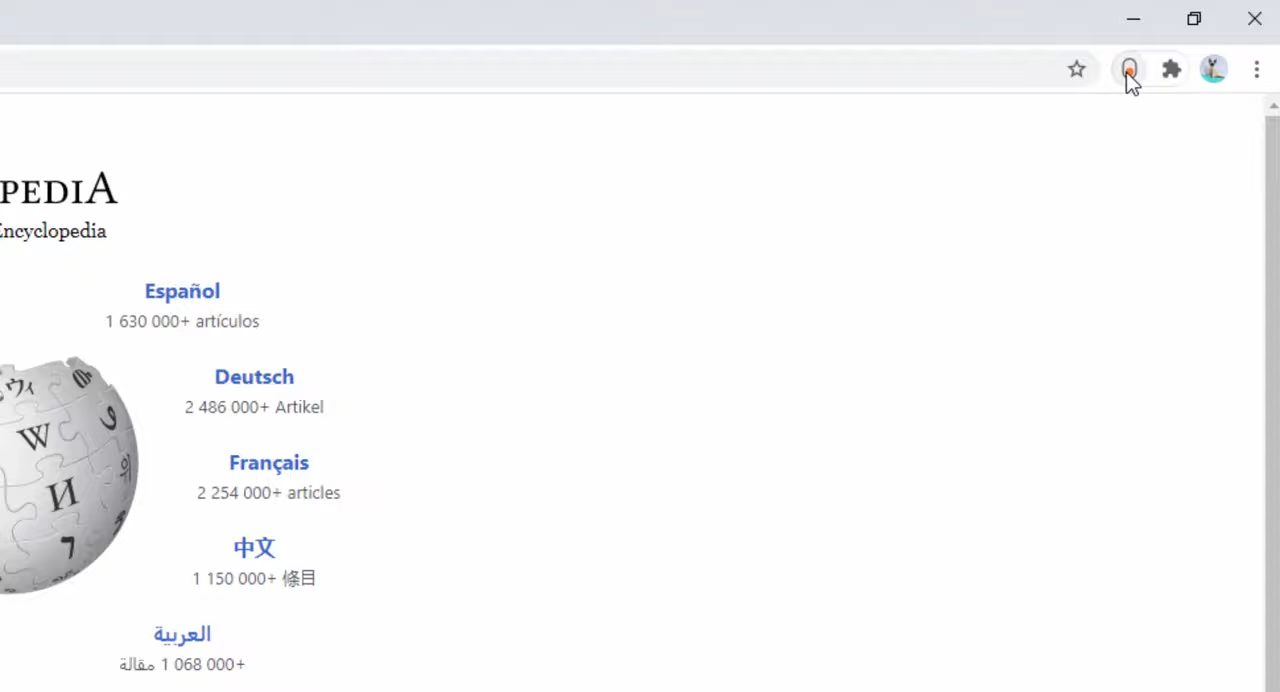 PEDIA
Encyclopedia
Español
1 630 000+ artículos
Deutsch
2 486 000+ Artikel
Français
2 254 000+ articles
中文
1 150 000+ 條目
العربية
1 068 000+ مقالة
W
И